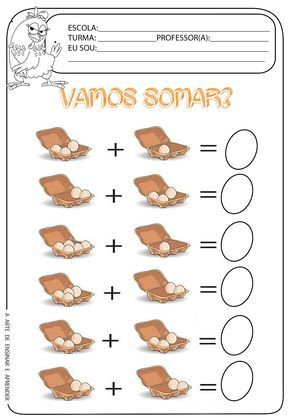 ESCOLA:
TURMA: PROFESSOR(A):
EU SOU:
VAMOS SOMAR?
+ =
+ =
+ =
+ =
+ =
+ =
+ =
A ARTE DE ENSINAR E APRENDER